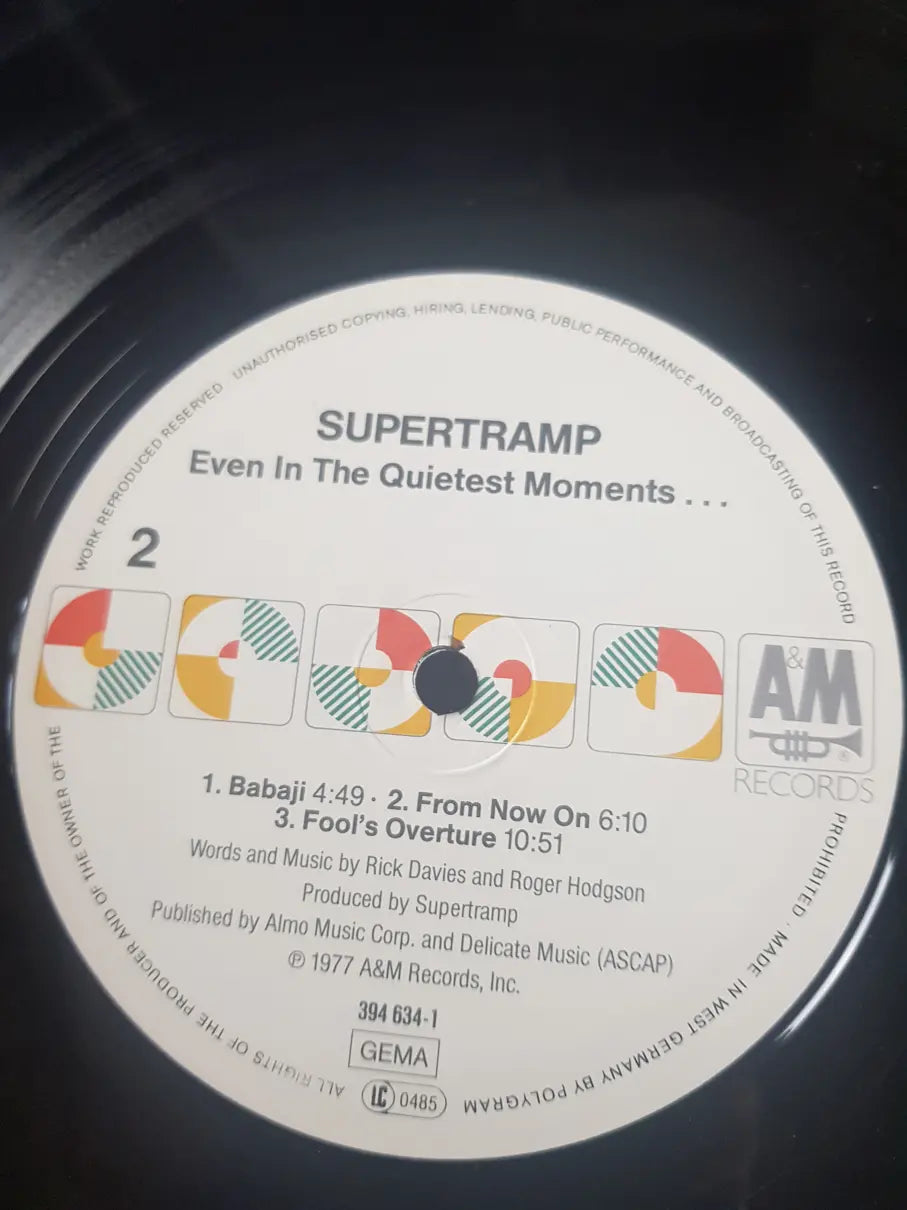 WORK REPRODUCED RESERVED UNAUTHORISED COPYING, HIRING, LENDING, PUBLIC PERFORMANCE AND BROADCASTING OF THIS RECORD
SUPERTRAMP
Even In The Quietest Moments . . .
2
A&M
®
RECORDS
1. Babaji 4:49 · 2. From Now On 6:10
3. Fool's Overture 10:51
Words and Music by Rick Davies and Roger Hodgson
Produced by Supertramp
Published by Almo Music Corp. and Delicate Music (ASCAP)
℗ 1977 A&M Records, Inc.
394 634-1
GEMA
LC 0485
PROHIBITED · MADE IN WEST GERMANY BY POLYGRAM
ALL RIGHTS OF THE PRODUCER AND OF THE OWNER OF THE